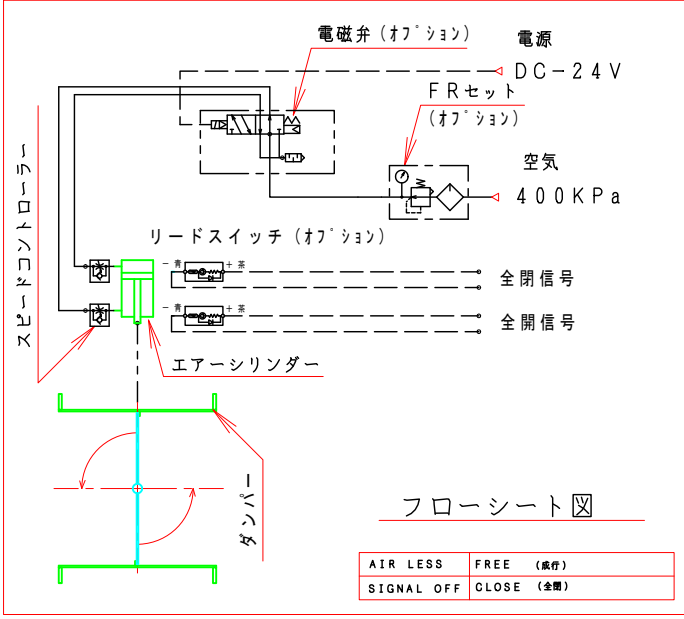 電磁弁(オプション)
電源
DC-24V
FRセット
(オプション)
空気
400KPa
スピードコントローラー
リードスイッチ(オプション)
- 青
+ 茶
全閉信号
- 青
+ 茶
全開信号
エアーシリンダー
ダンパー
フローシート図
AIR LESS FREE (成行)
SIGNAL OFF CLOSE (全閉)